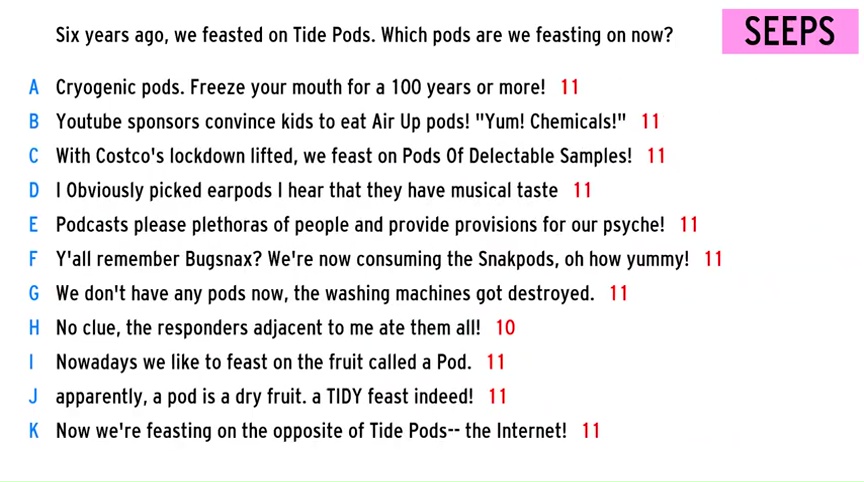 Six years ago, we feasted on Tide Pods. Which pods are we feasting on now?
SEEPS
A Cryogenic pods. Freeze your mouth for a 100 years or more! 11
B Youtube sponsors convince kids to eat Air Up pods! "Yum! Chemicals!" 11
C With Costco's lockdown lifted, we feast on Pods Of Delectable Samples! 11
D I Obviously picked earpods I hear that they have musical taste 11
E Podcasts please plethoras of people and provide provisions for our psyche! 11
F Y'all remember Bugsnax? We're now consuming the Snakpods, oh how yummy! 11
G We don't have any pods now, the washing machines got destroyed. 11
H No clue, the responders adjacent to me ate them all! 10
I Nowadays we like to feast on the fruit called a Pod. 11
J apparently, a pod is a dry fruit. a TIDY feast indeed! 11
K Now we're feasting on the opposite of Tide Pods-- the Internet! 11